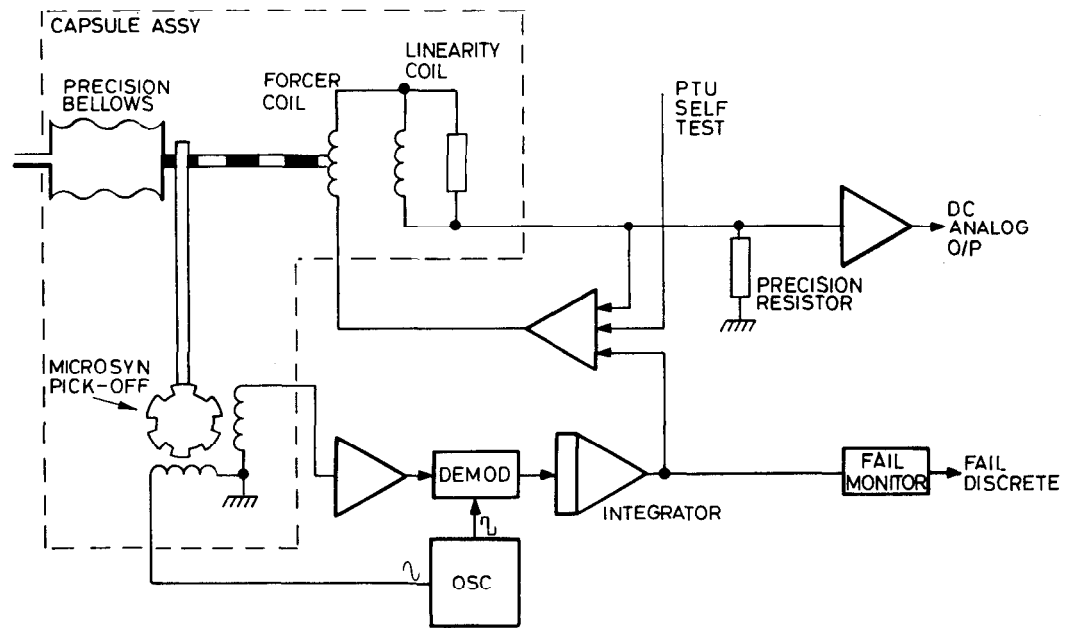 CAPSULE ASSY
PRECISION
BELLOWS
FORCER
COIL
LINEARITY
COIL
PTU
SELF
TEST
DC
ANALOG
O/P
PRECISION
RESISTOR
MICROSYN
PICK-OFF
DEMOD
INTEGRATOR
FAIL
MONITOR
FAIL
DISCRETE
OSC